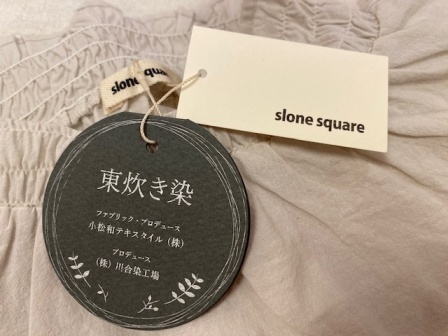 slone square
slone square
東炊き染
ファブリック・プロデュース
小松和テキスタイル(株)
プロデュース
(株)川合染工場